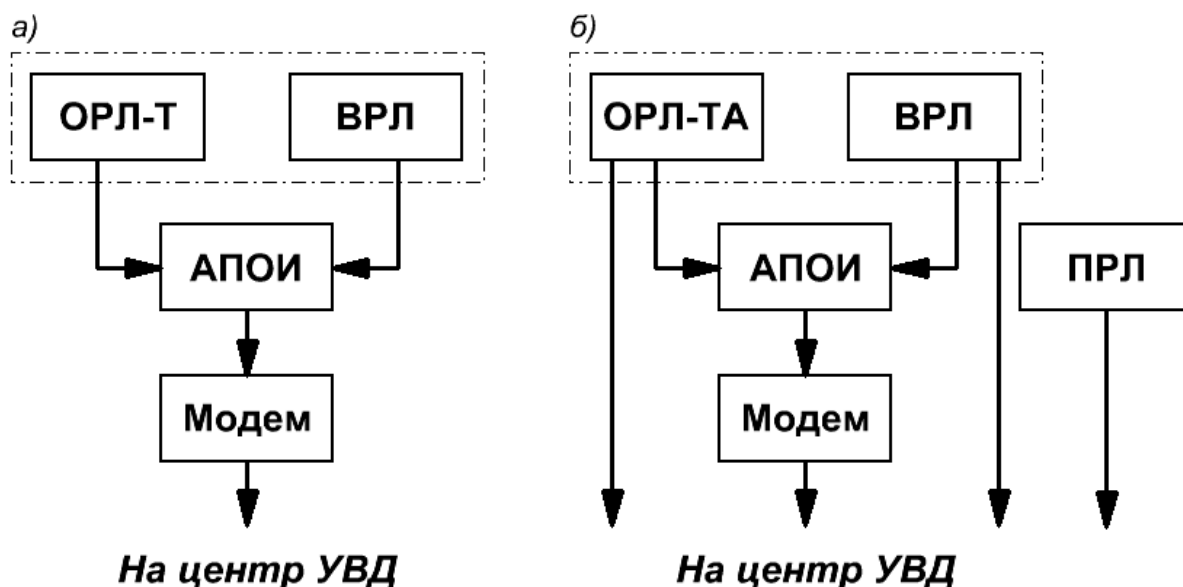 а)
ОРЛ-Т
ВРЛ
АПОИ
Модем
На центр УВД
б)
ОРЛ-ТА
ВРЛ
АПОИ
ПРЛ
Модем
На центр УВД